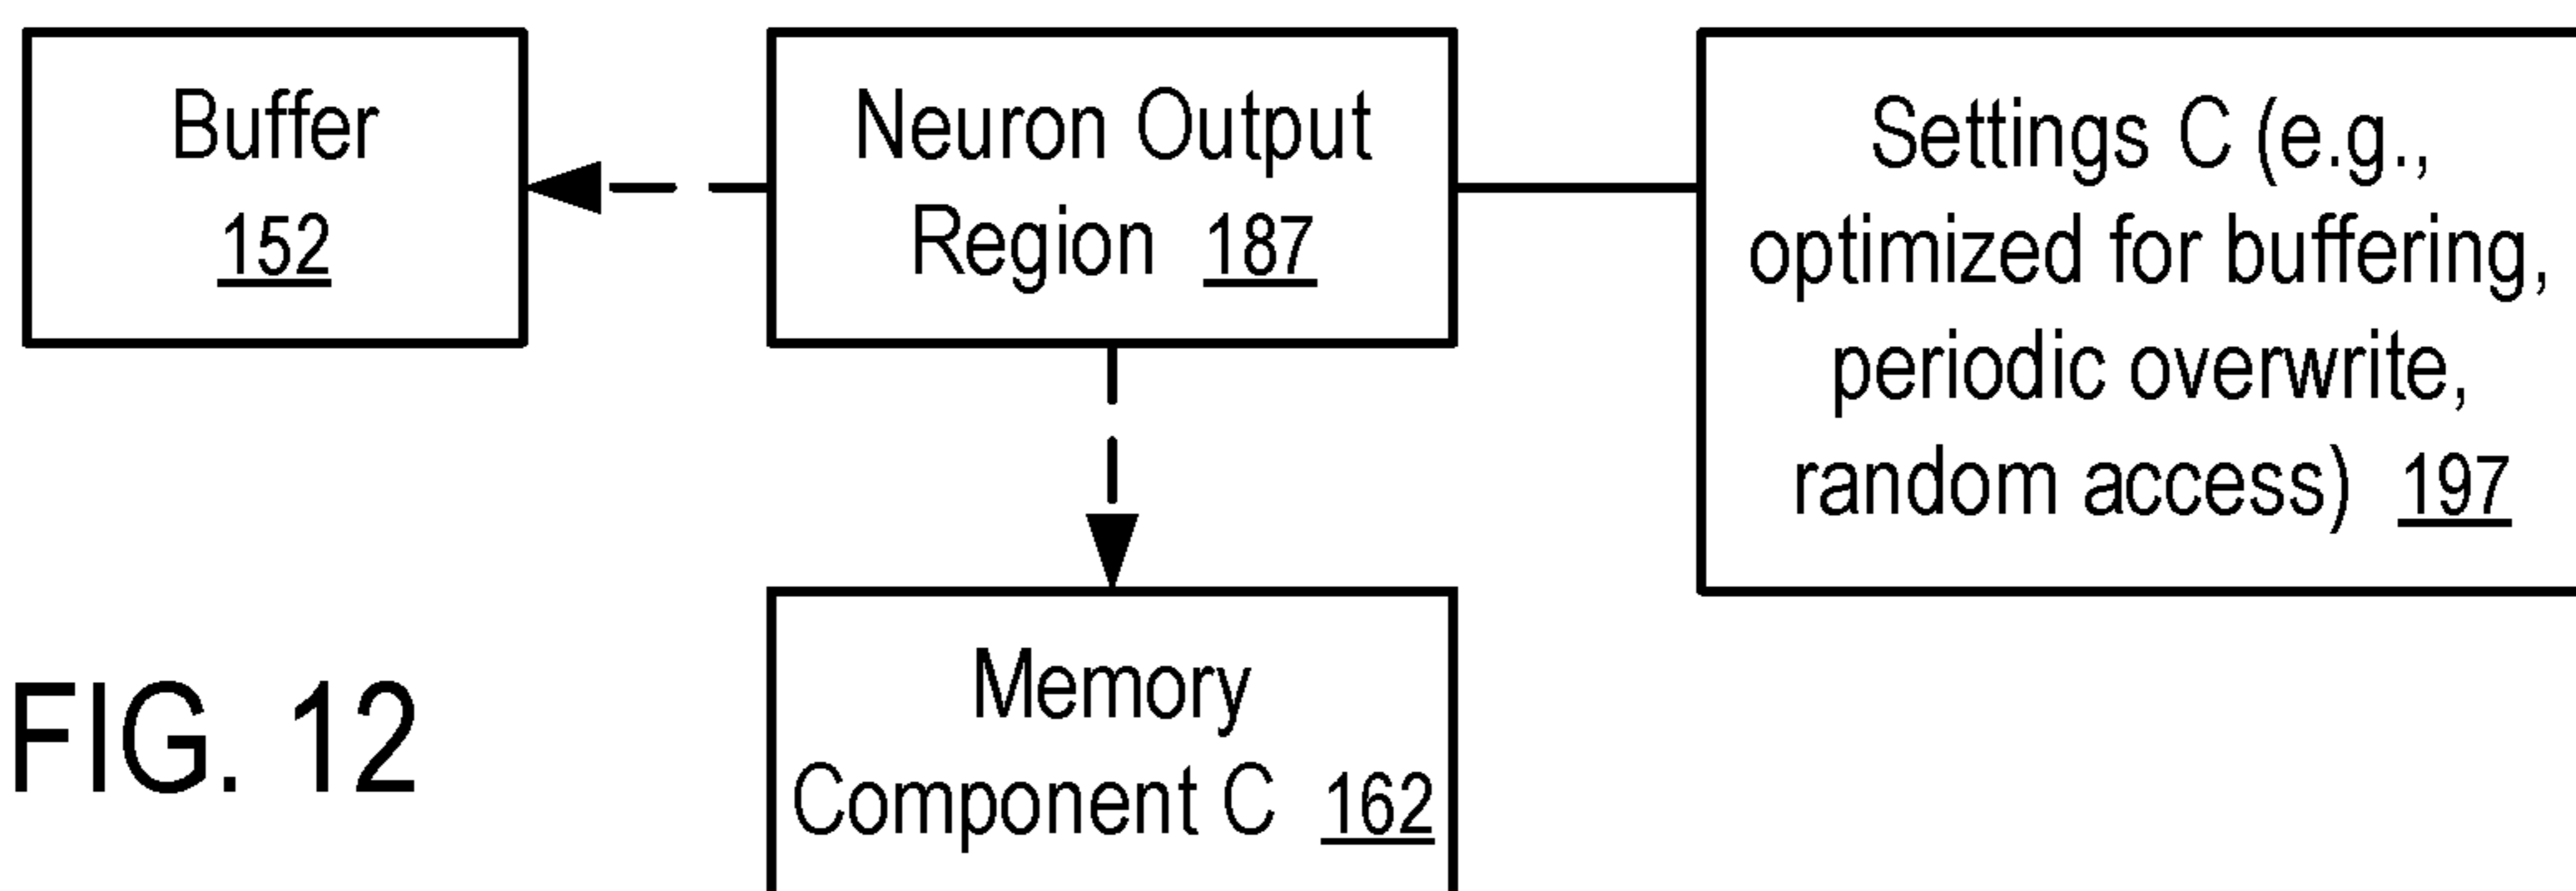 Buffer
152
Neuron Output
Region 187
Settings C (e.g.,
optimized for buffering,
periodic overwrite,
random access) 197
Memory
Component C 162
FIG. 12